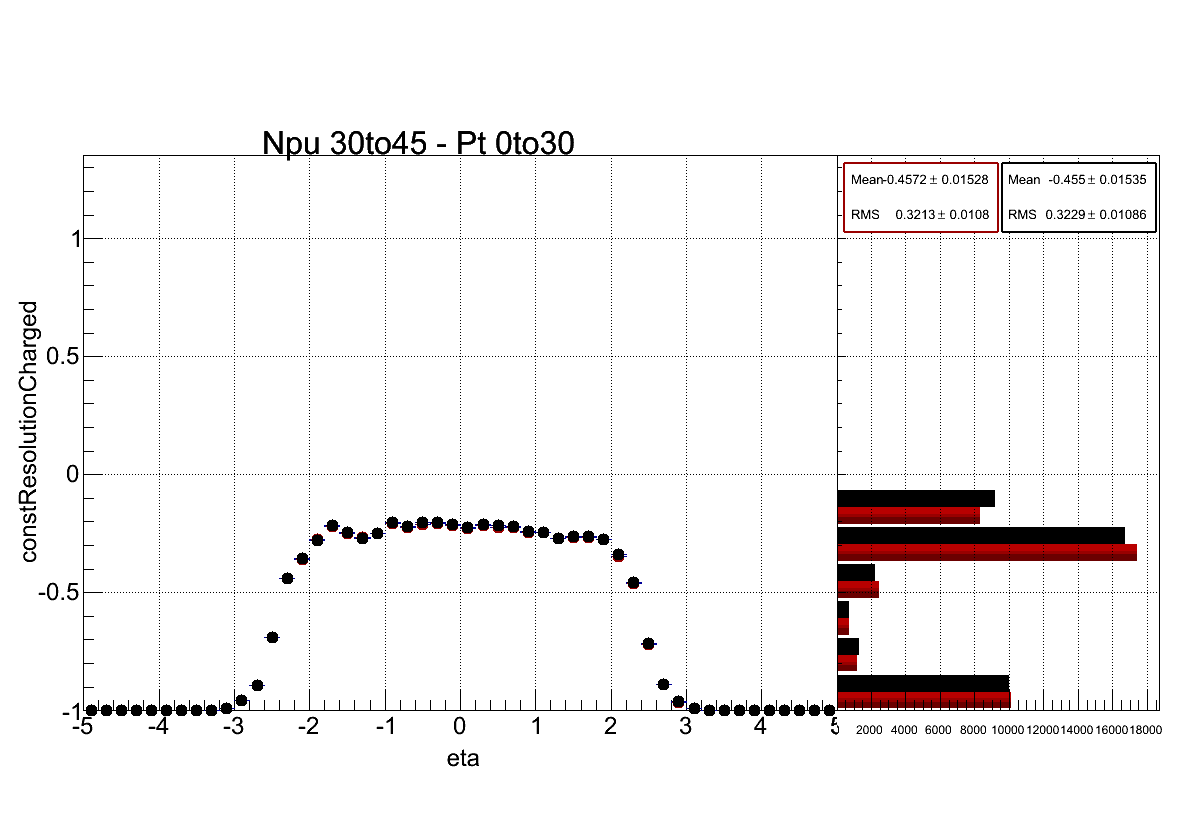 Npu 30to45 - Pt 0to30
Mean-0.4572 ± 0.01528
RMS 0.3213 ± 0.0108
Mean -0.455 ± 0.01535
RMS 0.3229 ± 0.01086
constResolutionCharged
1
0.5
0
-0.5
-1
-5 -4 -3 -2 -1 0 1 2 3 4 5
2000 4000 6000 8000 10000 12000 14000 16000 18000
eta